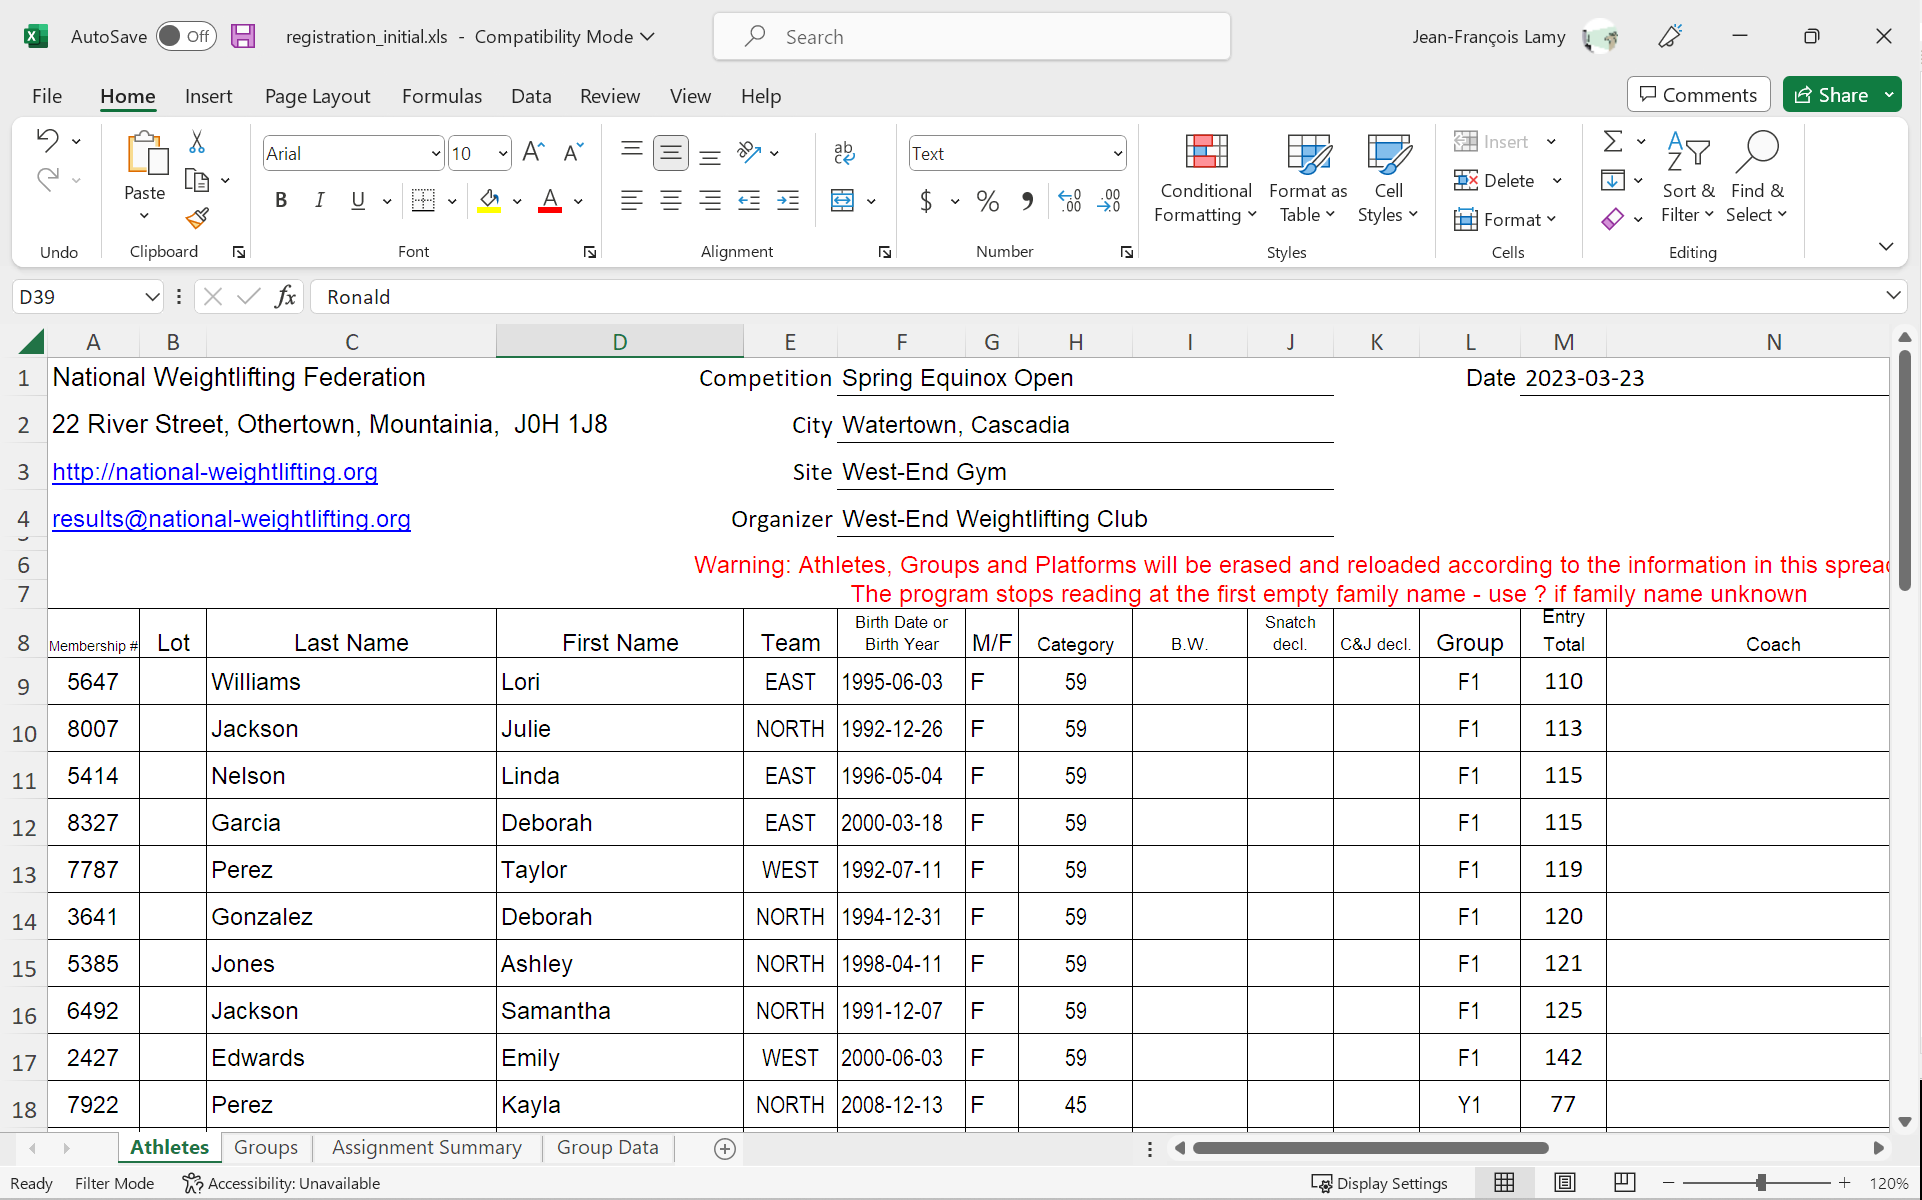 AutoSave Off registration_initial.xls - Compatibility Mode Search Jean-François Lamy
File Home Insert Page Layout Formulas Data Review View Help Comments Share
Paste Arial 10 B I U Text $ % Conditional Formatting Format as Table Cell Styles Insert Delete Format Sort & Filter Find & Select
Undo Clipboard Font Alignment Number Styles Cells Editing
D39 fx Ronald
A B C D E F G H I J K L M N
1 National Weightlifting Federation Competition Spring Equinox Open Date 2023-03-23
2 22 River Street, Othertown, Mountainia, J0H 1J8 City Watertown, Cascadia
3 http://national-weightlifting.org Site West-End Gym
4 results@national-weightlifting.org Organizer West-End Weightlifting Club
6 Warning: Athletes, Groups and Platforms will be erased and reloaded according to the information in this sprea
7 The program stops reading at the first empty family name - use ? if family name unknown
8 Membership # Lot Last Name First Name Team Birth Date or Birth Year M/F Category B.W. Snatch decl. C&J decl. Group Entry Total Coach
9 5647 Williams Lori EAST 1995-06-03 F 59 F1 110
10 8007 Jackson Julie NORTH 1992-12-26 F 59 F1 113
11 5414 Nelson Linda EAST 1996-05-04 F 59 F1 115
12 8327 Garcia Deborah EAST 2000-03-18 F 59 F1 115
13 7787 Perez Taylor WEST 1992-07-11 F 59 F1 119
14 3641 Gonzalez Deborah NORTH 1994-12-31 F 59 F1 120
15 5385 Jones Ashley NORTH 1998-04-11 F 59 F1 121
16 6492 Jackson Samantha NORTH 1991-12-07 F 59 F1 125
17 2427 Edwards Emily WEST 2000-06-03 F 59 F1 142
18 7922 Perez Kayla NORTH 2008-12-13 F 45 Y1 77
Athletes Groups Assignment Summary Group Data
Ready Filter Mode Accessibility: Unavailable Display Settings 120%